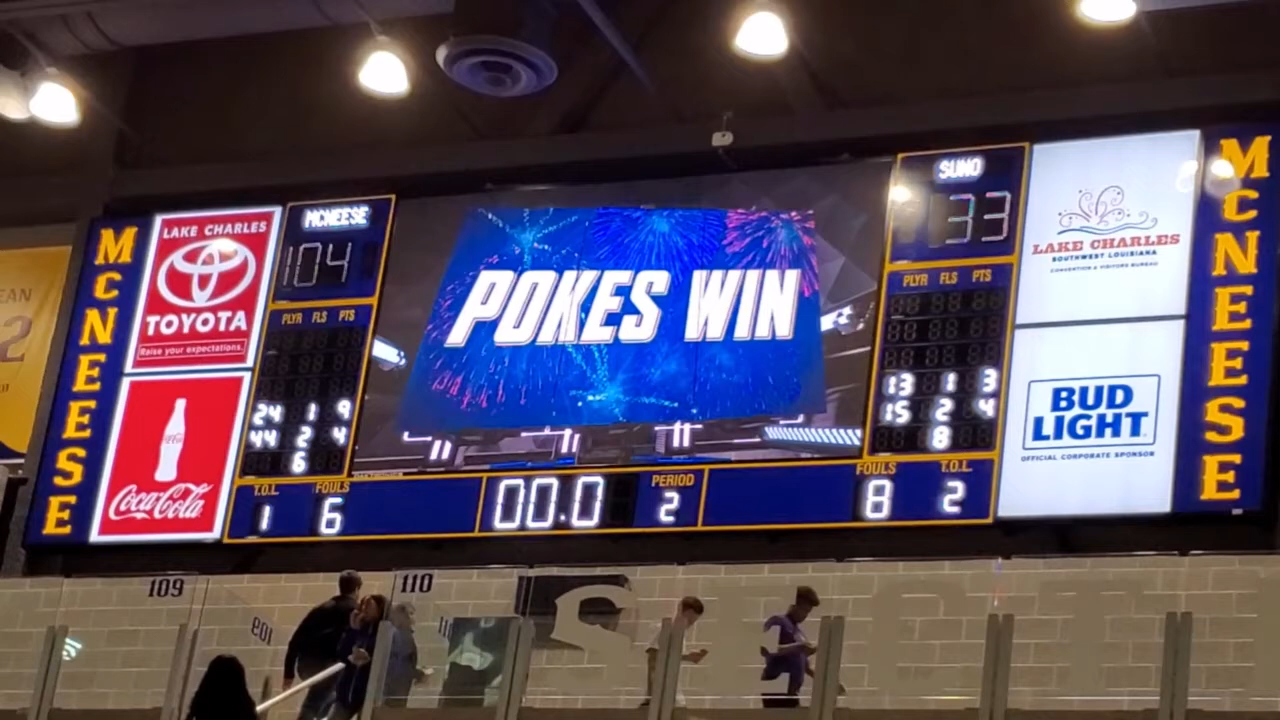 MCNEESE
LAKE CHARLES
TOYOTA
Raise your expectations.
Coca-Cola
MCNEESE
104
PLYR FLS PTS
24 1 9
44 2 4
6
T.O.L
1
FOULS
6
POKES WIN
00.0
PERIOD
2
SUNO
33
PLYR FLS PTS
13 1 3
15 2 4
8
FOULS
8
T.O.L
2
LAKE CHARLES
SOUTHWEST LOUISIANA
CONVENTION & VISITORS BUREAU
BUD
LIGHT
OFFICIAL CORPORATE SPONSOR
MCNEESE
109
110
109